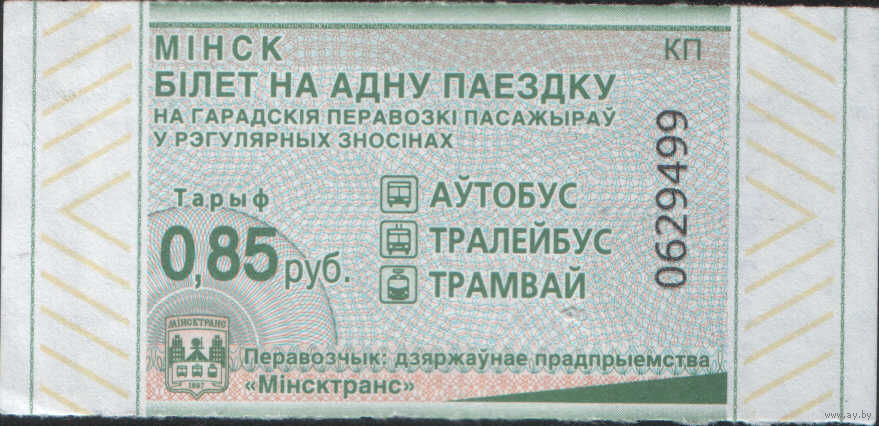 МІНСК
КП
БІЛЕТ НА АДНУ ПАЕЗДКУ
НА ГАРАДСКІЯ ПЕРАВОЗКІ ПАСАЖЫРАЎ
У РЭГУЛЯРНЫХ ЗНОСІНАХ
0629499
Тарыф
0,85 руб.
АЎТОБУС
ТРАЛЕЙБУС
ТРАМВАЙ
МІНСКТРАНС
1997
Перавозчык: дзяржаўнае прадпрыемства
«Мінсктранс»
www.ay.by